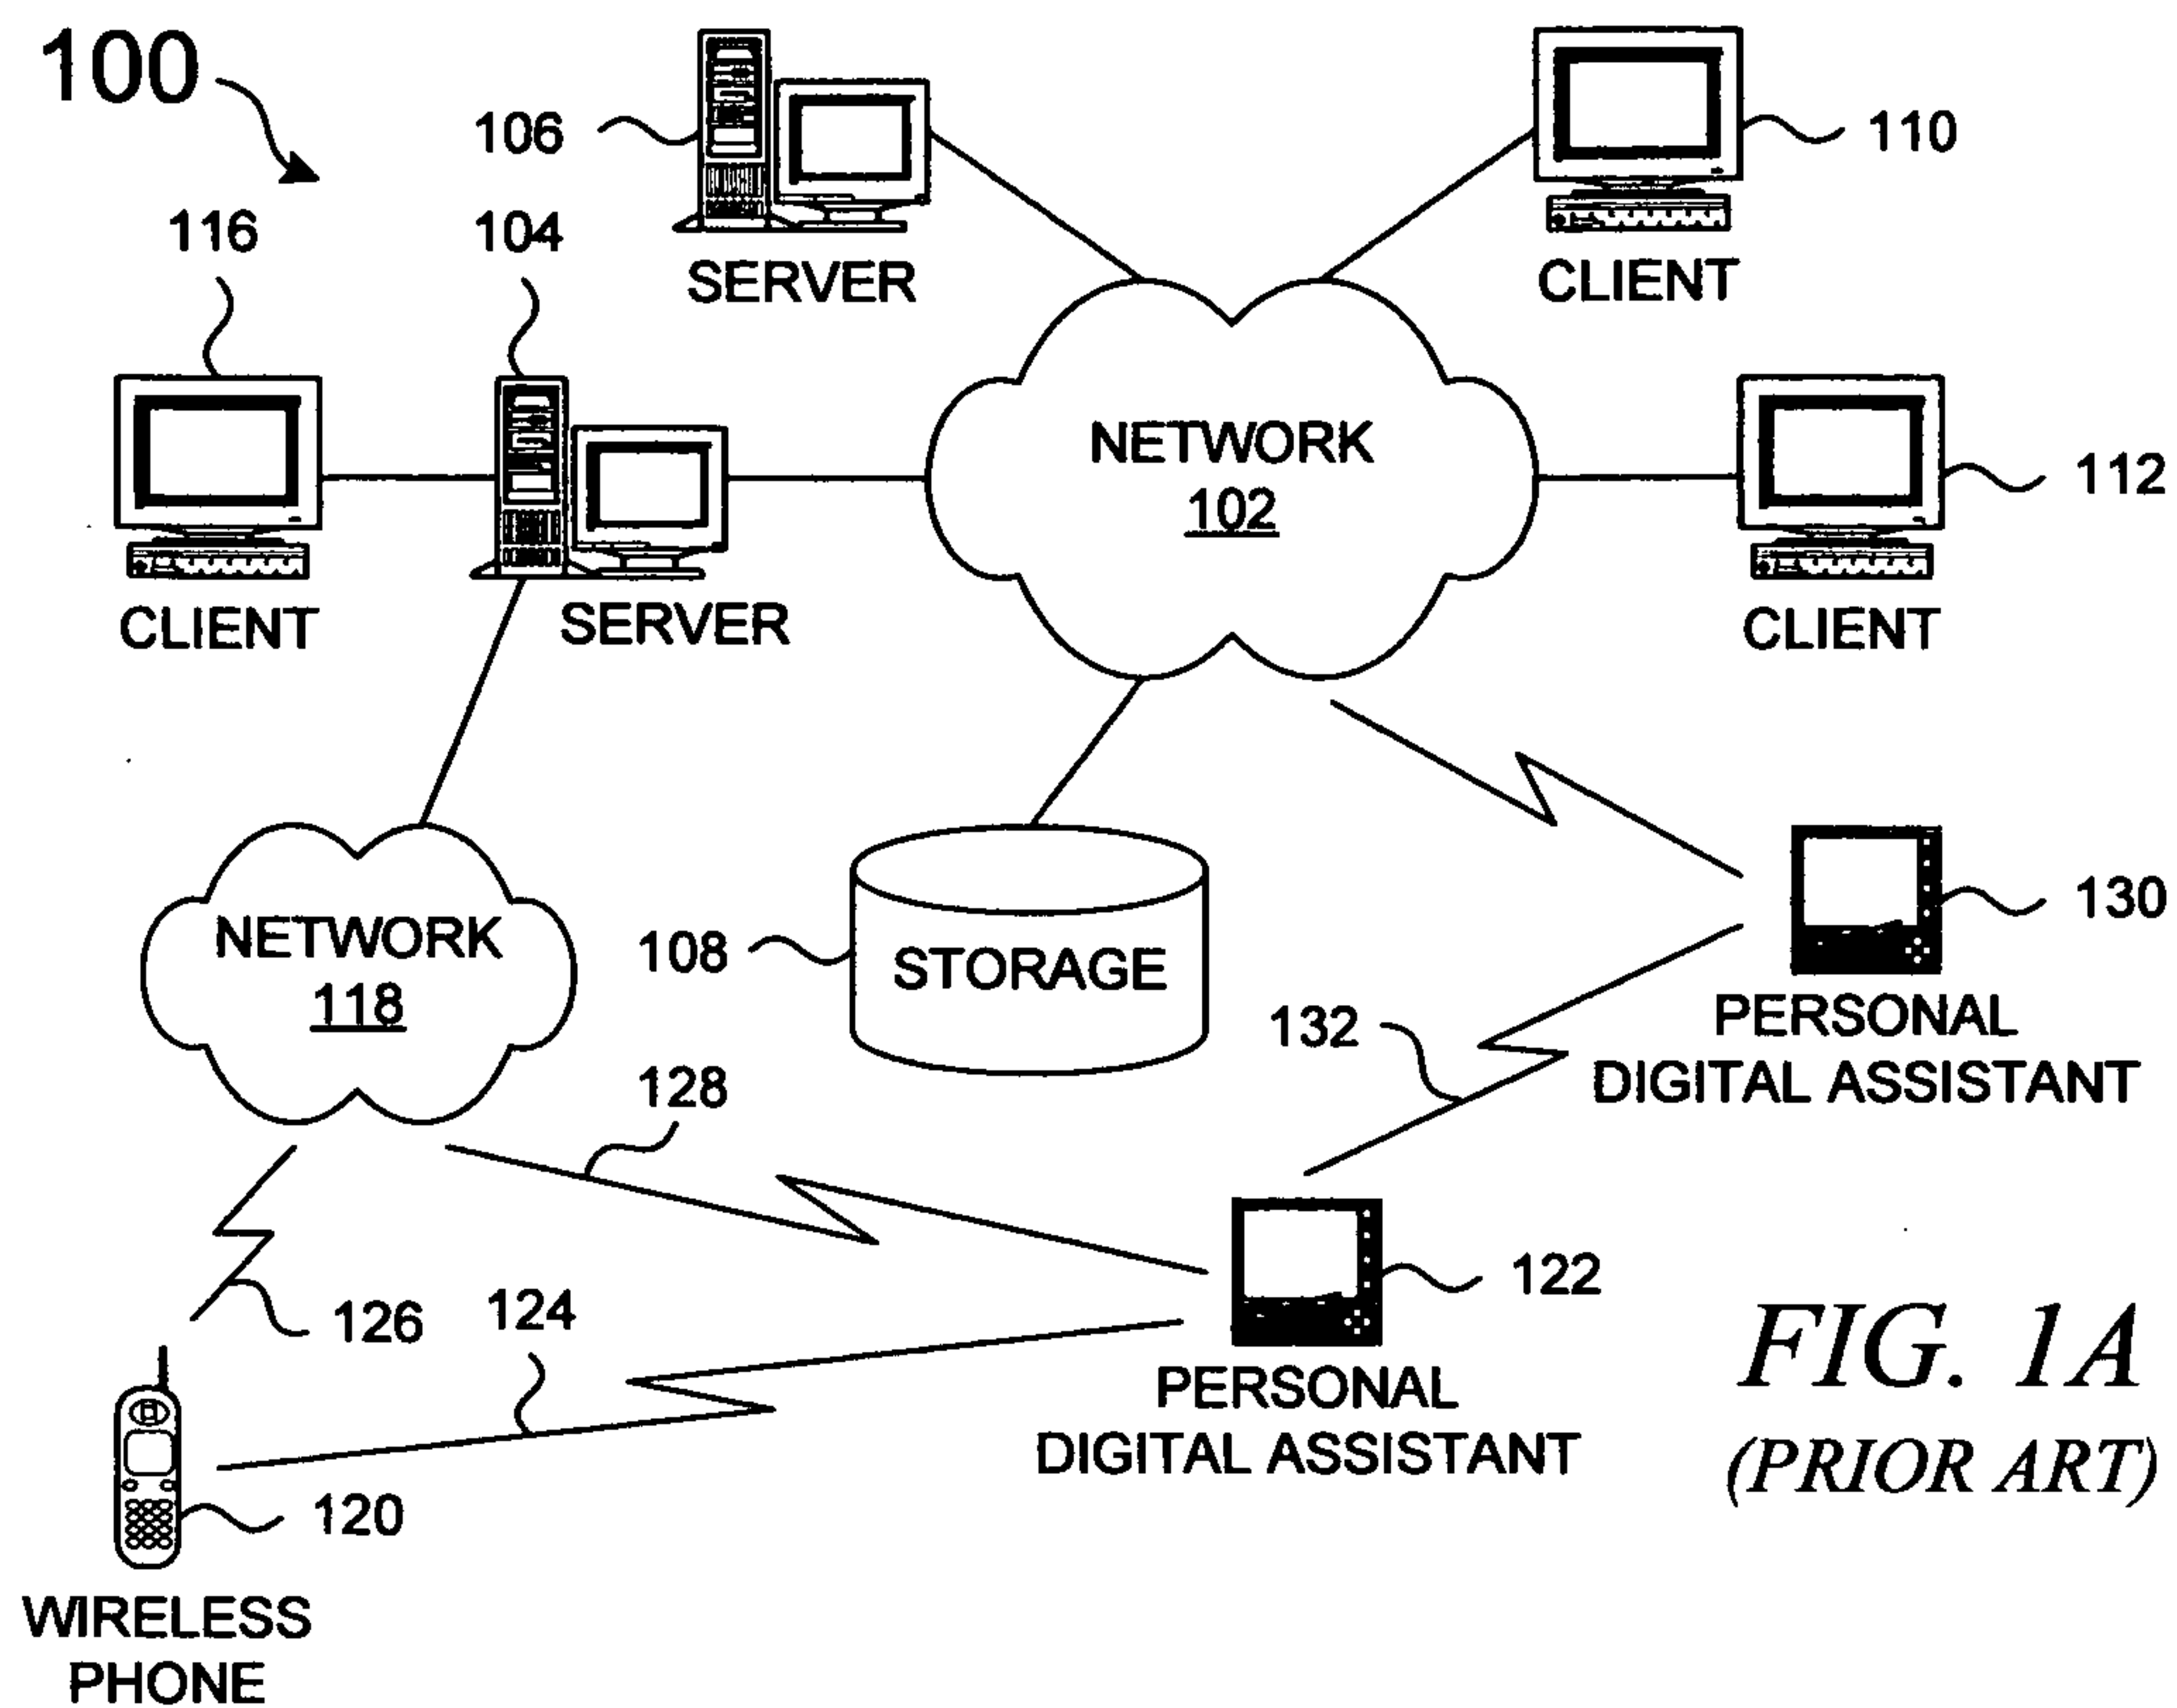 100
106
110
116
104
SERVER
CLIENT
NETWORK
102
112
CLIENT
SERVER
CLIENT
NETWORK
118
108
STORAGE
130
PERSONAL
DIGITAL ASSISTANT
132
128
122
126
124
PERSONAL
DIGITAL ASSISTANT
120
WIRELESS
PHONE
FIG. 1A
(PRIOR ART)